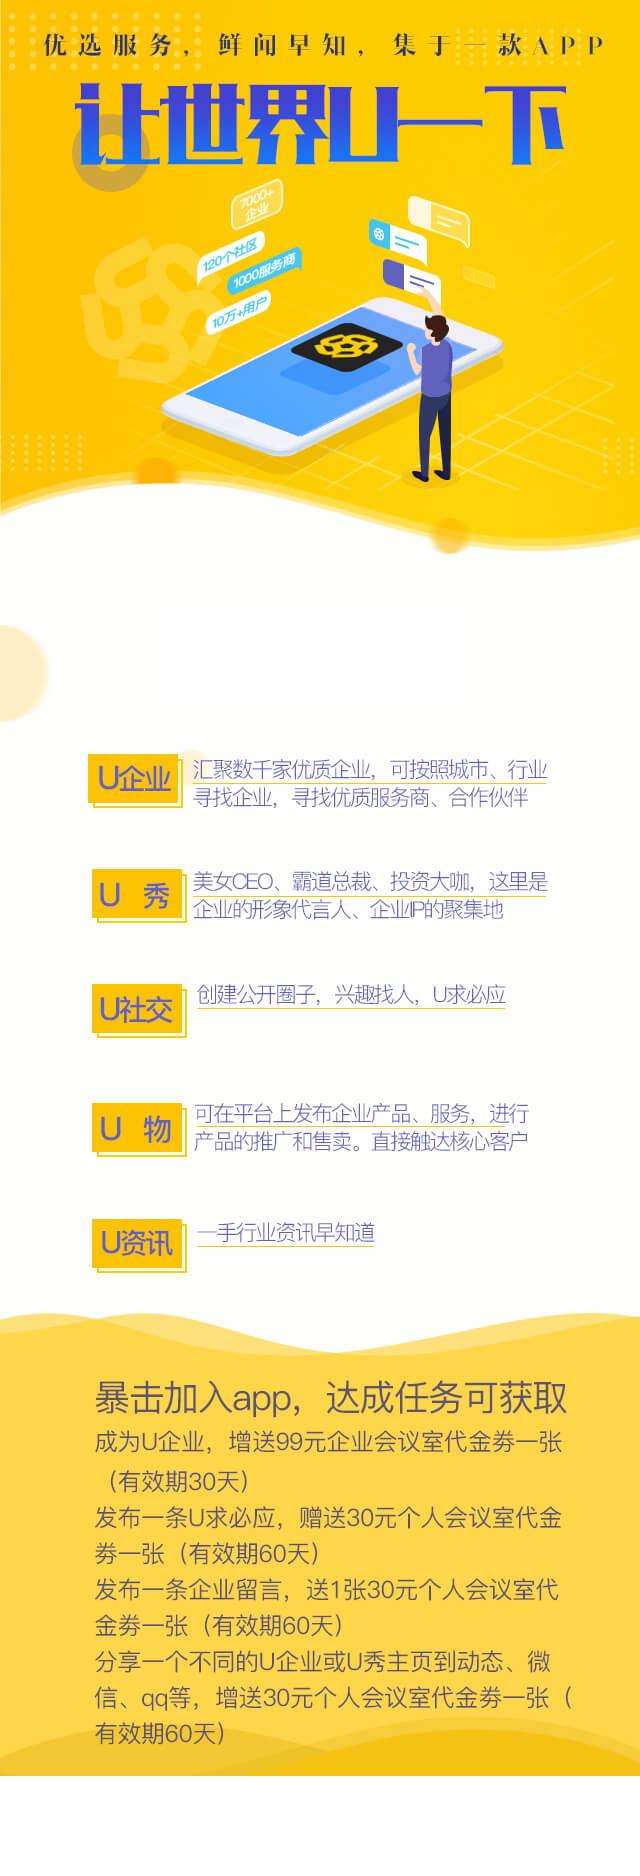 优选服务，鲜闻早知，集于一款APP
让世界U一下
7000+
企业
120个社区
1000服务商
10万+用户
U企业
汇聚数千家优质企业，可按照城市、行业
寻找企业，寻找优质服务商、合作伙伴
U 秀
美女CEO、霸道总裁、投资大咖，这里是
企业的形象代言人、企业IP的聚集地
U社交
创建公开圈子，兴趣找人，U求必应
U 物
可在平台上发布企业产品、服务，进行
产品的推广和售卖。直接触达核心客户
U资讯
一手行业资讯早知道
暴击加入app，达成任务可获取
成为U企业，增送99元企业会议室代金券一张
（有效期30天）
发布一条U求必应，赠送30元个人会议室代金
券一张（有效期60天）
发布一条企业留言，送1张30元个人会议室代
金券一张（有效期60天）
分享一个不同的U企业或U秀主页到动态、微
信、qq等，增送30元个人会议室代金券一张（
有效期60天）